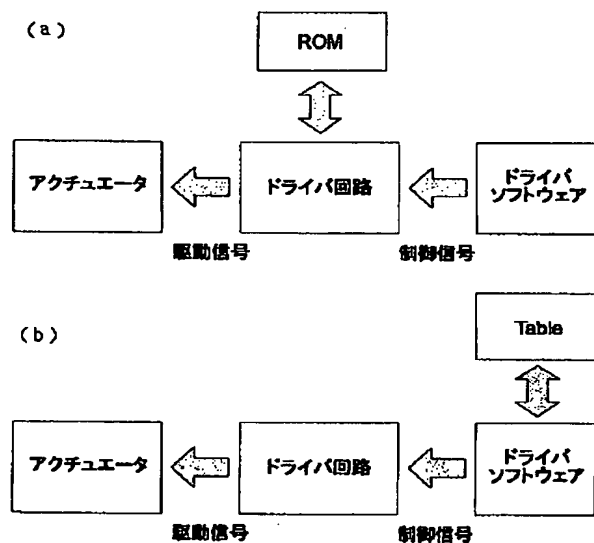 (a)
ROM
アクチュエータ
ドライバ回路
ドライバ
ソフトウェア
駆動信号
制御信号
(b)
Table
アクチュエータ
ドライバ回路
ドライバ
ソフトウェア
駆動信号
制御信号